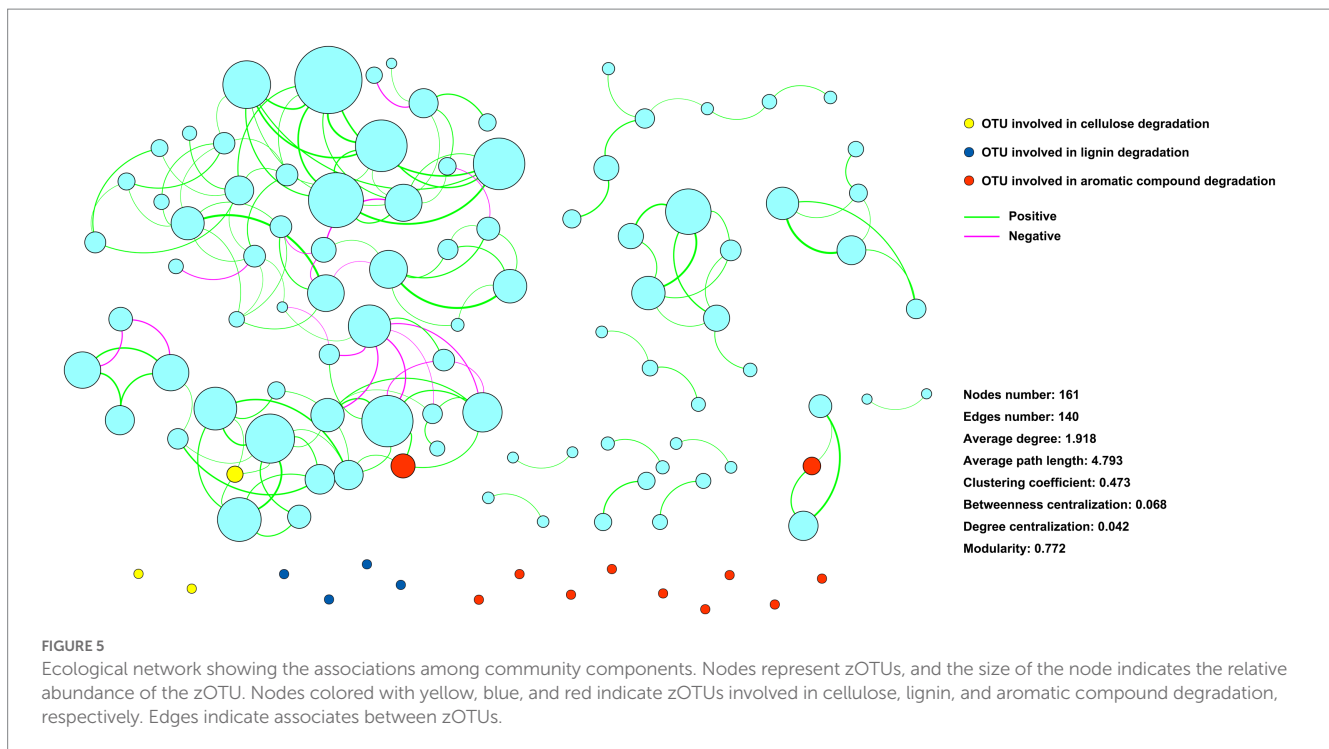 OTU involved in cellulose degradation
OTU involved in lignin degradation
OTU involved in aromatic compound degradation
Positive
Negative
Nodes number: 161
Edges number: 140
Average degree: 1.918
Average path length: 4.793
Clustering coefficient: 0.473
Betweenness centralization: 0.068
Degree centralization: 0.042
Modularity: 0.772
FIGURE 5
Ecological network showing the associations among community components. Nodes represent zOTUs, and the size of the node indicates the relative
abundance of the zOTU. Nodes colored with yellow, blue, and red indicate zOTUs involved in cellulose, lignin, and aromatic compound degradation,
respectively. Edges indicate associates between zOTUs.